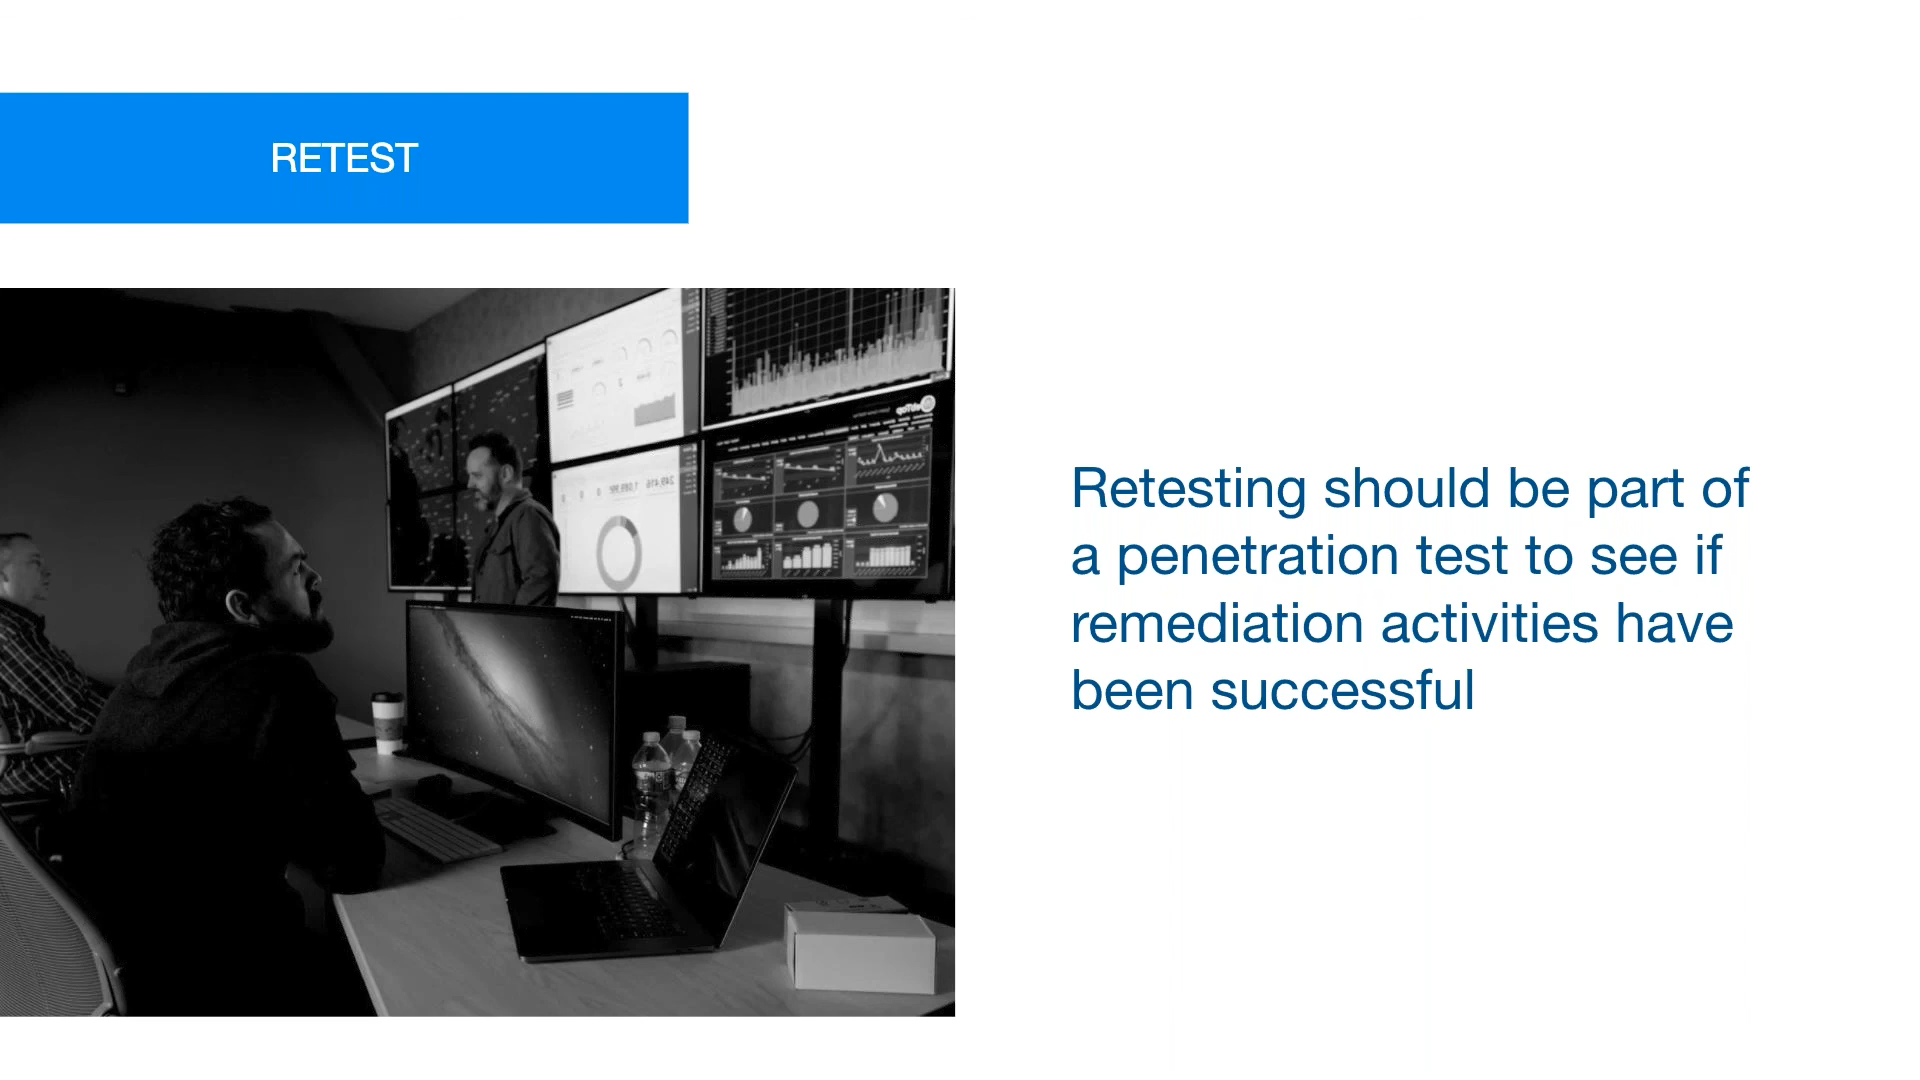 RETEST
Retesting should be part of
a penetration test to see if
remediation activities have
been successful